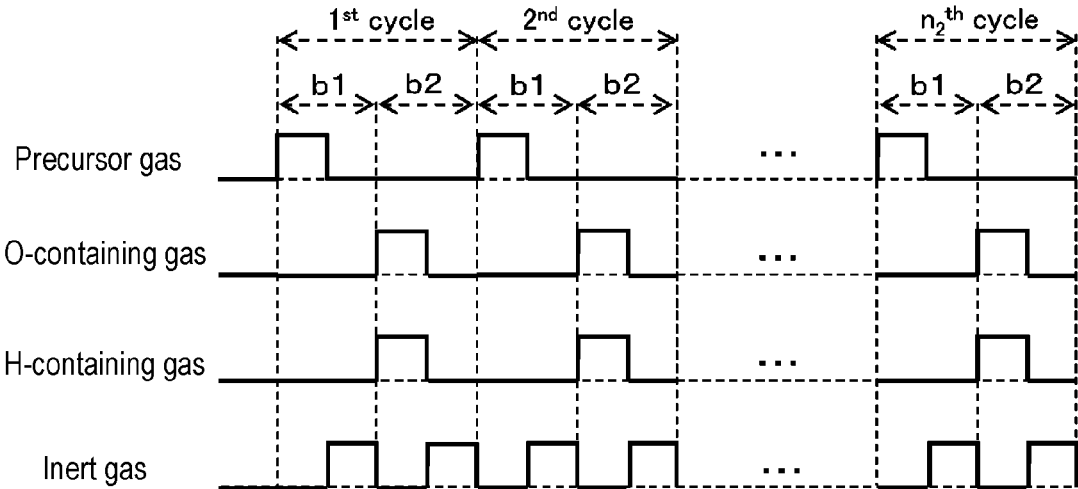 1st cycle 2nd cycle n2th cycle
b1 b2 b1 b2 b1 b2
Precursor gas ...
O-containing gas ...
H-containing gas ...
Inert gas ...